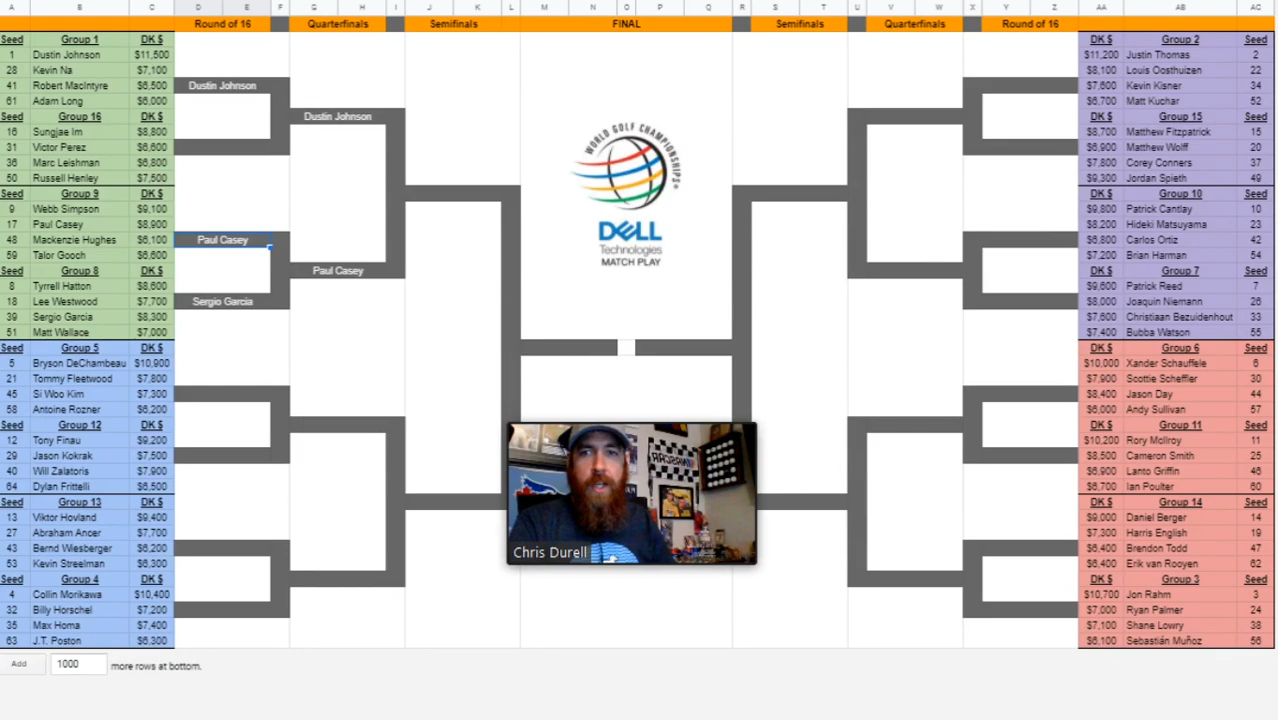 A B C D E F G H I J K L M N O P Q R S T U V W X Y Z AA AB AC
Round of 16 Quarterfinals Semifinals FINAL Semifinals Quarterfinals Round of 16
Seed Group 1 DK $
1 Dustin Johnson $11,500
28 Kevin Na $7,100
41 Robert MacIntyre $6,500
61 Adam Long $6,000
Seed Group 16 DK $
16 Sungjae Im $8,800
31 Victor Perez $6,600
36 Marc Leishman $6,800
50 Russell Henley $7,500
Seed Group 9 DK $
9 Webb Simpson $9,100
17 Paul Casey $8,900
48 Mackenzie Hughes $6,100
59 Talor Gooch $6,600
Seed Group 8 DK $
8 Tyrrell Hatton $8,600
18 Lee Westwood $7,700
39 Sergio Garcia $8,300
51 Matt Wallace $7,000
Seed Group 5 DK $
5 Bryson DeChambeau $10,900
21 Tommy Fleetwood $7,800
45 Si Woo Kim $7,300
58 Antoine Rozner $6,200
Seed Group 12 DK $
12 Tony Finau $9,200
29 Jason Kokrak $7,500
40 Will Zalatoris $7,900
64 Dylan Frittelli $6,500
Seed Group 13 DK $
13 Viktor Hovland $9,400
27 Abraham Ancer $7,700
43 Bernd Wiesberger $6,200
53 Kevin Streelman $6,300
Seed Group 4 DK $
4 Collin Morikawa $10,400
32 Billy Horschel $7,200
35 Max Homa $7,400
63 J.T. Poston $6,300
Dustin Johnson
Paul Casey
Sergio Garcia
Dustin Johnson
Paul Casey
WORLD GOLF CHAMPIONSHIPS
DELL
Technologies
MATCH PLAY
NASCAR
Chris Durell
DK $ Group 2 Seed
$11,200 Justin Thomas 2
$8,100 Louis Oosthuizen 22
$7,600 Kevin Kisner 34
$6,700 Matt Kuchar 52
DK $ Group 15 Seed
$8,700 Matthew Fitzpatrick 15
$6,900 Matthew Wolff 20
$7,800 Corey Conners 37
$9,300 Jordan Spieth 49
DK $ Group 10 Seed
$9,800 Patrick Cantlay 10
$8,200 Hideki Matsuyama 23
$6,800 Carlos Ortiz 42
$7,200 Brian Harman 54
DK $ Group 7 Seed
$9,600 Patrick Reed 7
$8,000 Joaquin Niemann 26
$7,600 Christiaan Bezuidenhout 33
$7,400 Bubba Watson 55
DK $ Group 6 Seed
$10,000 Xander Schauffele 6
$7,900 Scottie Scheffler 30
$8,400 Jason Day 44
$6,000 Andy Sullivan 57
DK $ Group 11 Seed
$10,200 Rory McIlroy 11
$8,500 Cameron Smith 25
$6,900 Lanto Griffin 46
$6,700 Ian Poulter 60
DK $ Group 14 Seed
$9,000 Daniel Berger 14
$7,300 Harris English 19
$6,400 Brendon Todd 47
$6,400 Erik van Rooyen 62
DK $ Group 3 Seed
$10,700 Jon Rahm 3
$7,000 Ryan Palmer 24
$7,100 Shane Lowry 38
$6,100 Sebastián Muñoz 56
Add 1000 more rows at bottom.